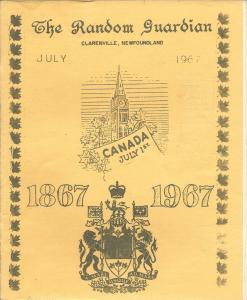 The Random Guardian
CLARENVILLE, NEWFOUNDLAND
JULY 1967
CANADA
JULY 1ST
1867 1967